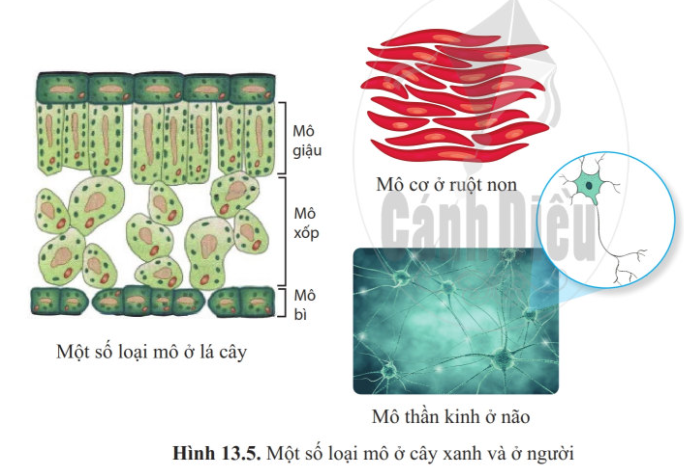 Mô
giậu
Mô
xốp
Mô
bì
Một số loại mô ở lá cây
Mô cơ ở ruột non
Cánh Diều
Mô thần kinh ở não
Hình 13.5. Một số loại mô ở cây xanh và ở người